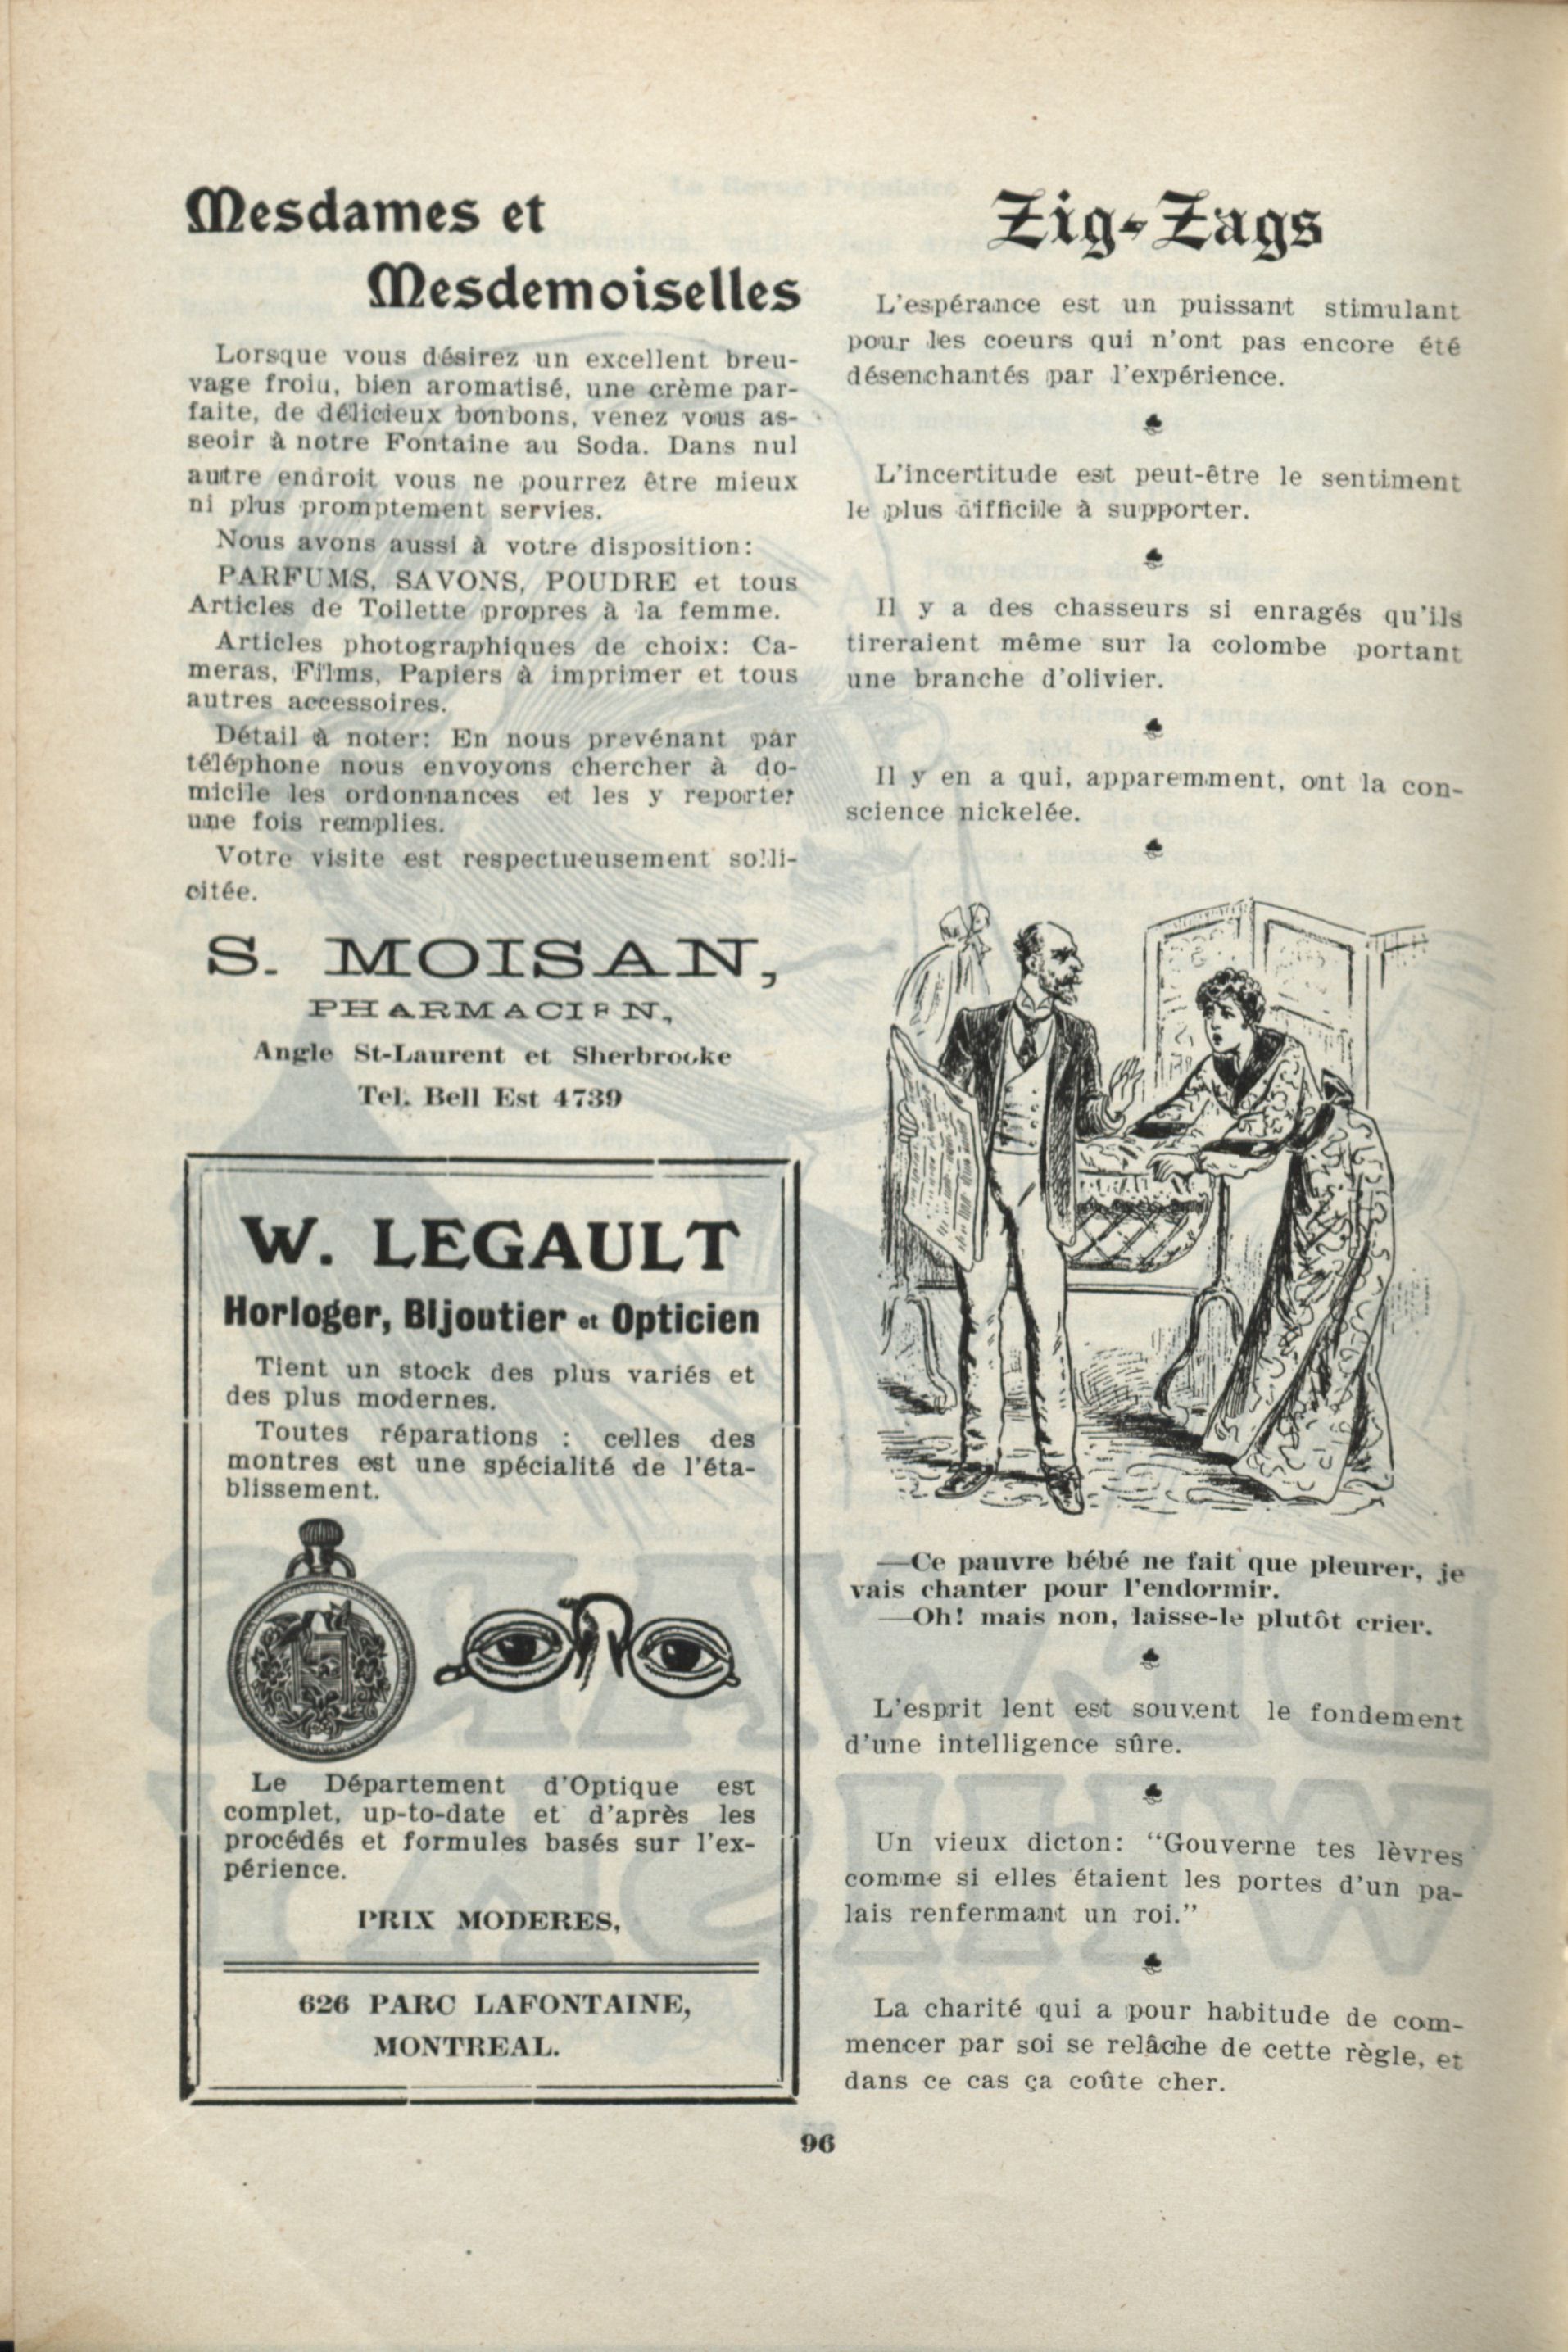 Mesdames et
Mesdemoiselles
Lorsque vous désirez un excellent breu-
vage froid, bien aromatisé, une crème par-
faite, de délicieux bonbons, venez vous as-
seoir à notre Fontaine au Soda. Dans nul
autre endroit vous ne pourrez être mieux
ni plus promptement servies.
Nous avons aussi à votre disposition:
PARFUMS, SAVONS, POUDRE et tous
Articles de Toilette propres à la femme.
Articles photographiques de choix: Ca-
meras, Films, Papiers à imprimer et tous
autres accessoires.
Détail à noter: En nous prevénant par
téléphone nous envoyons chercher à do-
micile les ordonnances et les y reporter
une fois remplies.
Votre visite est respectueusement solli-
citée.
S. MOISAN,
PHARMACIEN,
Angle St-Laurent et Sherbrooke
Tel. Bell Est 4739
W. LEGAULT
Horloger, Bijoutier et Opticien
Tient un stock des plus variés et
des plus modernes.
Toutes réparations : celles des
montres est une spécialité de l'éta-
blissement.
Le Département d'Optique est
complet, up-to-date et d'après les
procédés et formules basés sur l'ex-
périence.
PRIX MODERES,
626 PARC LAFONTAINE,
MONTREAL.
Zig-Zags
L'espérance est un puissant stimulant
pour les coeurs qui n'ont pas encore été
désenchantés par l'expérience.
L'incertitude est peut-être le sentiment
le plus difficile à supporter.
Il y a des chasseurs si enragés qu'ils
tireraient même sur la colombe portant
une branche d'olivier.
Il y en a qui, apparemment, ont la con-
science nickelée.
—Ce pauvre bébé ne fait que pleurer, je
vais chanter pour l'endormir.
—Oh! mais non, laisse-le plutôt crier.
L'esprit lent est souvent le fondement
d'une intelligence sûre.
Un vieux dicton: "Gouverne tes lèvres
comme si elles étaient les portes d'un pa-
lais renfermant un roi."
La charité qui a pour habitude de com-
mencer par soi se relâche de cette règle, et
dans ce cas ça coûte cher.
96